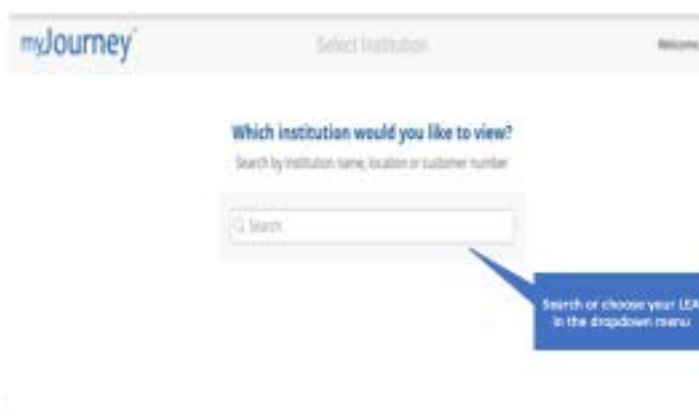 myJourney
Select Institution
Welcome,
Which institution would you like to view?
Search by institution name, location or customer number
Search
Search or choose your LEA
in the dropdown menu